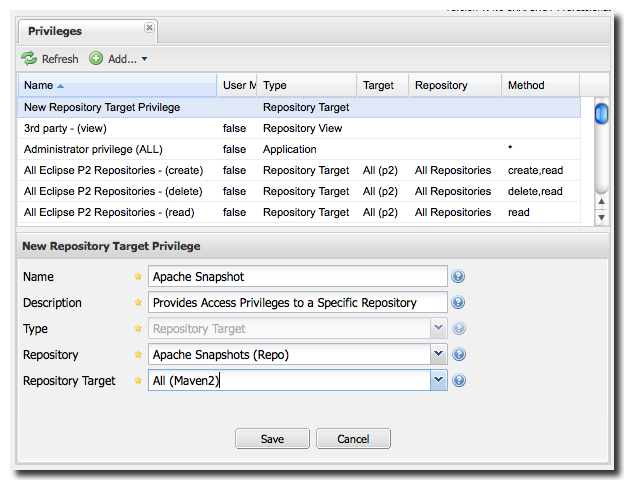 Privileges
Refresh Add...
Name User M Type Target Repository Method
New Repository Target Privilege Repository Target
3rd party - (view) false Repository View
Administrator privilege (ALL) false Application *
All Eclipse P2 Repositories - (create) false Repository Target All (p2) All Repositories create,read
All Eclipse P2 Repositories - (delete) false Repository Target All (p2) All Repositories delete,read
All Eclipse P2 Repositories - (read) false Repository Target All (p2) All Repositories read
New Repository Target Privilege
Name Apache Snapshot
Description Provides Access Privileges to a Specific Repository
Type Repository Target
Repository Apache Snapshots (Repo)
Repository Target All (Maven2)
Save Cancel